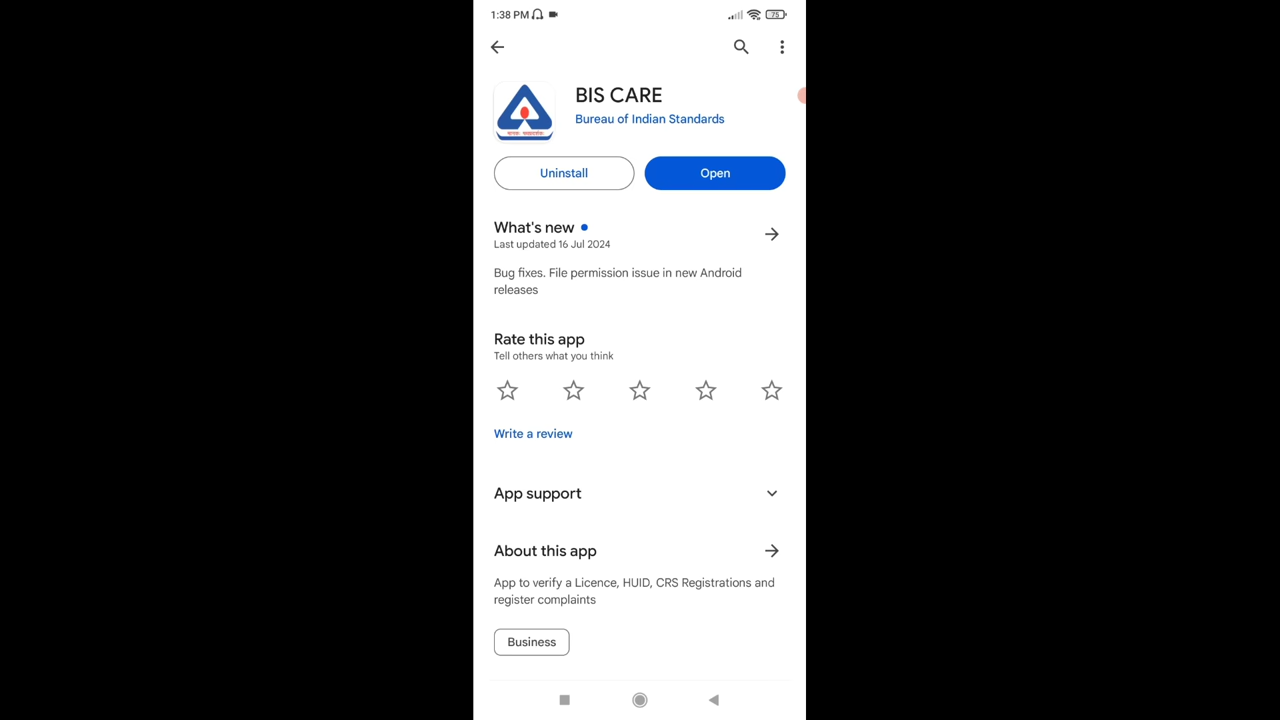 1:38 PM
75
BIS CARE
Bureau of Indian Standards
Uninstall
Open
What's new
Last updated 16 Jul 2024
Bug fixes. File permission issue in new Android
releases
Rate this app
Tell others what you think
Write a review
App support
About this app
App to verify a Licence, HUID, CRS Registrations and
register complaints
Business